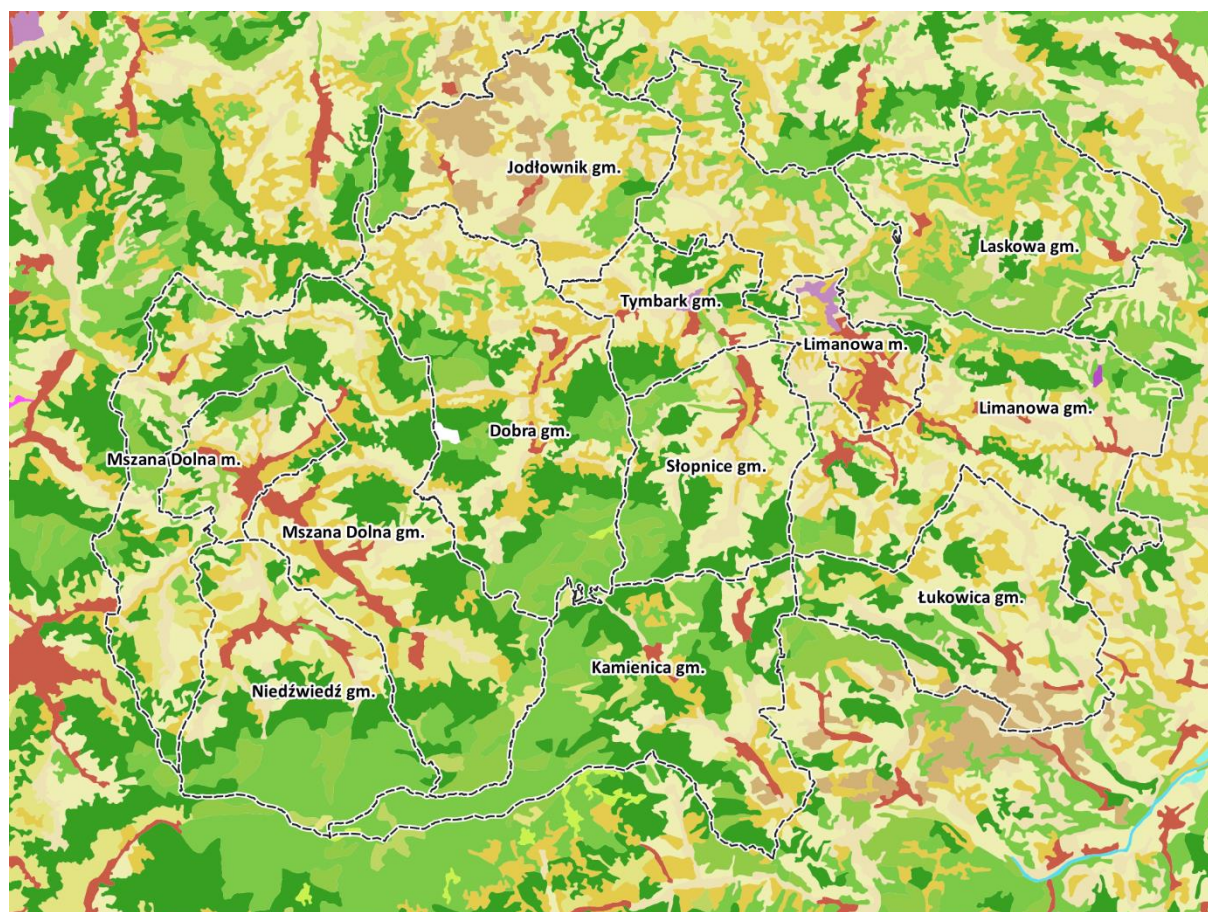 Jodłownik gm.
Laskowa gm.
Tymbark gm.
Limanowa m.
Limanowa gm.
Dobra gm.
Mszana Dolna m.
Słopnice gm.
Mszana Dolna gm.
Łukowica gm.
Kamienica gm.
Niedźwiedź gm.